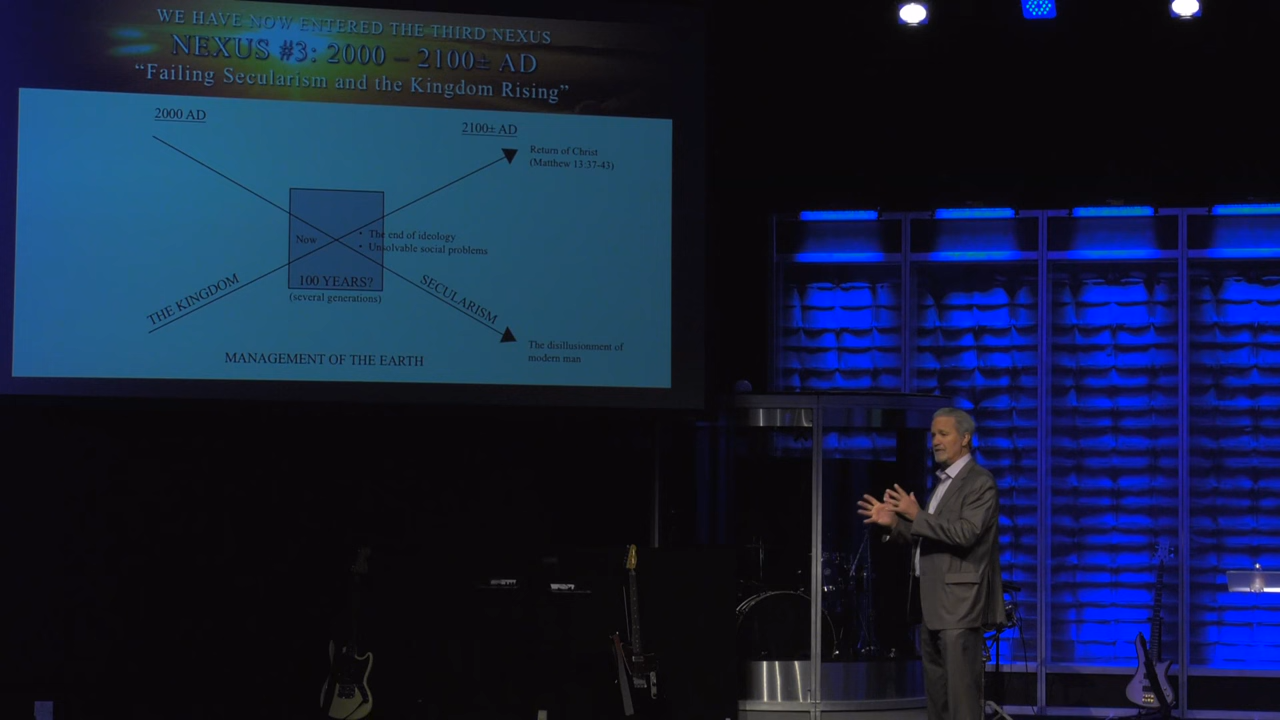 WE HAVE NOW ENTERED THE THIRD NEXUS
NEXUS #3: 2000 – 2100± AD
“Failing Secularism and the Kingdom Rising”
2000 AD
2100± AD
Return of Christ
(Matthew 13:37-43)
Now
• The end of ideology
• Unsolvable social problems
100 YEARS?
(several generations)
THE KINGDOM
SECULARISM
The disillusionment of
modern man
MANAGEMENT OF THE EARTH